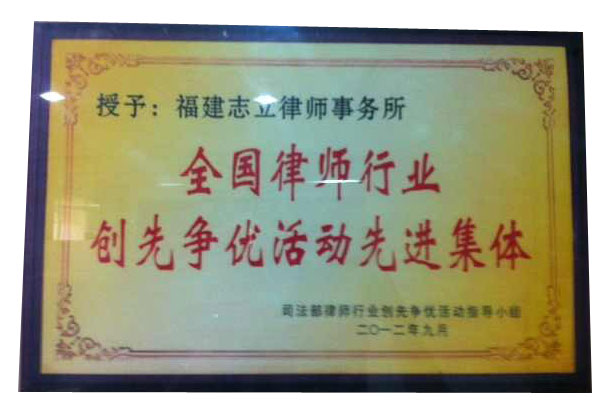 授予：福建志立律师事务所
全国律师行业
创先争优活动先进集体
司法部律师行业创先争优活动指导小组
二〇一二年九月